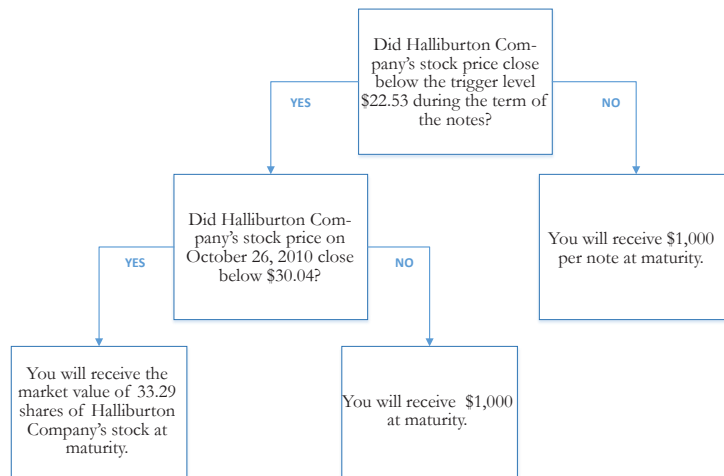 Did Halliburton Com-
pany's stock price close
below the trigger level
$22.53 during the term of
the notes?
YES
NO
Did Halliburton Com-
pany's stock price on
October 26, 2010 close
below $30.04?
You will receive $1,000
per note at maturity.
YES
NO
You will receive the
market value of 33.29
shares of Halliburton
Company's stock at
maturity.
You will receive $1,000
at maturity.